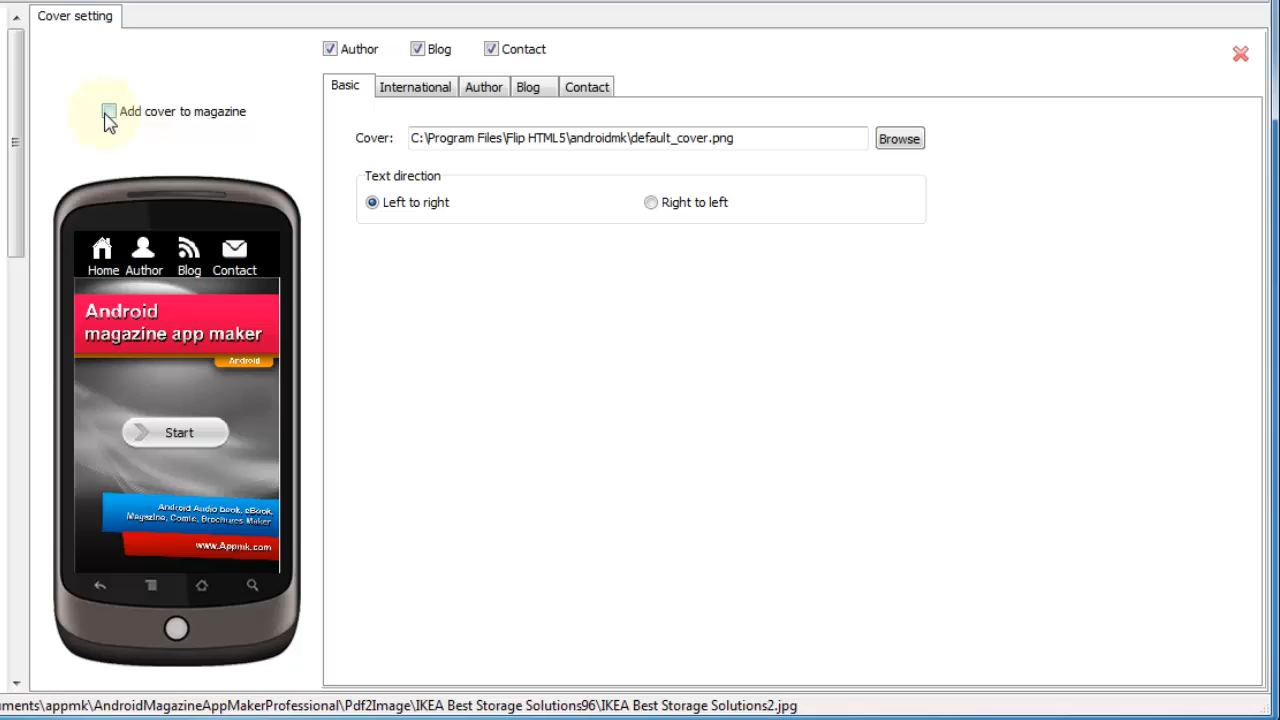 Cover setting
Author
Blog
Contact
Add cover to magazine
Basic
International
Author
Blog
Contact
Cover:
C:\Program Files\Flip HTML5\androidmk\default_cover.png
Browse
Text direction
Left to right
Right to left
Home
Author
Blog
Contact
Android
magazine app maker
Android
Start
Android Audio book, eBook,
Magazine, Comic, Brochures Maker
www.Appmk.com
uments\appmk\AndroidMagazineAppMakerProfessional\Pdf2Image\IKEA Best Storage Solutions96\IKEA Best Storage Solutions2.jpg